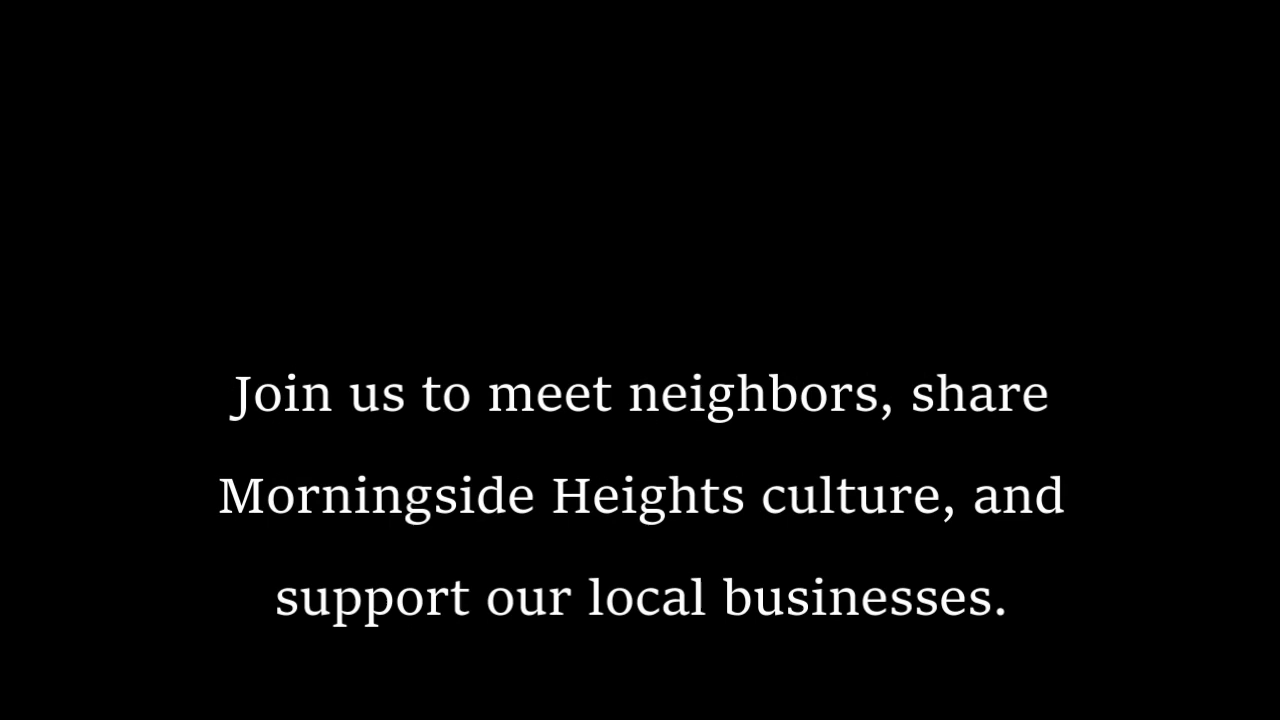 Join us to meet neighbors, share
Morningside Heights culture, and
support our local businesses.